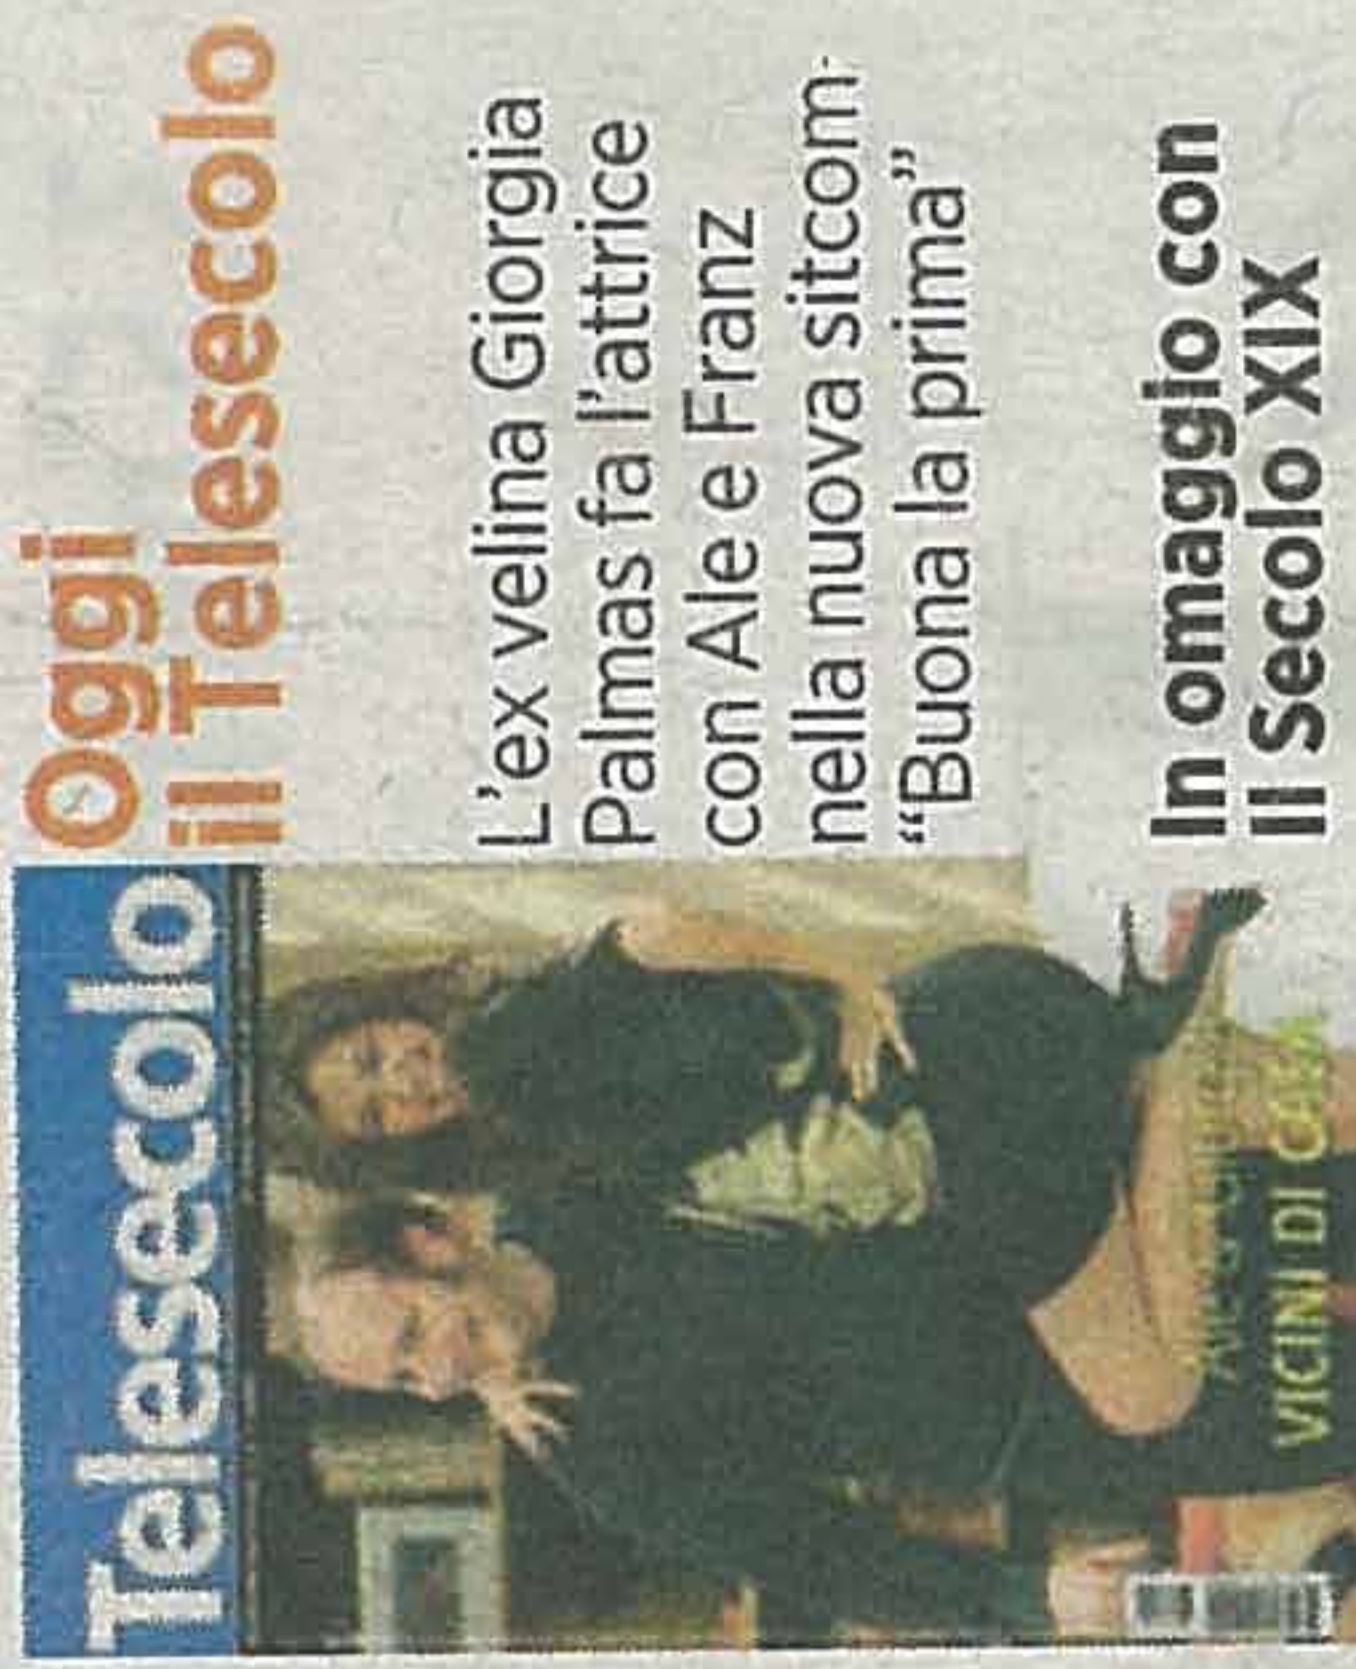 Telesecolo
VICINI DI CASA
Oggi
il Telesecolo
L'ex velina Giorgia
Palmas fa l'attrice
con Ale e Franz
nella nuova sitcom
“Buona la prima”
In omaggio con
Il Secolo XIX